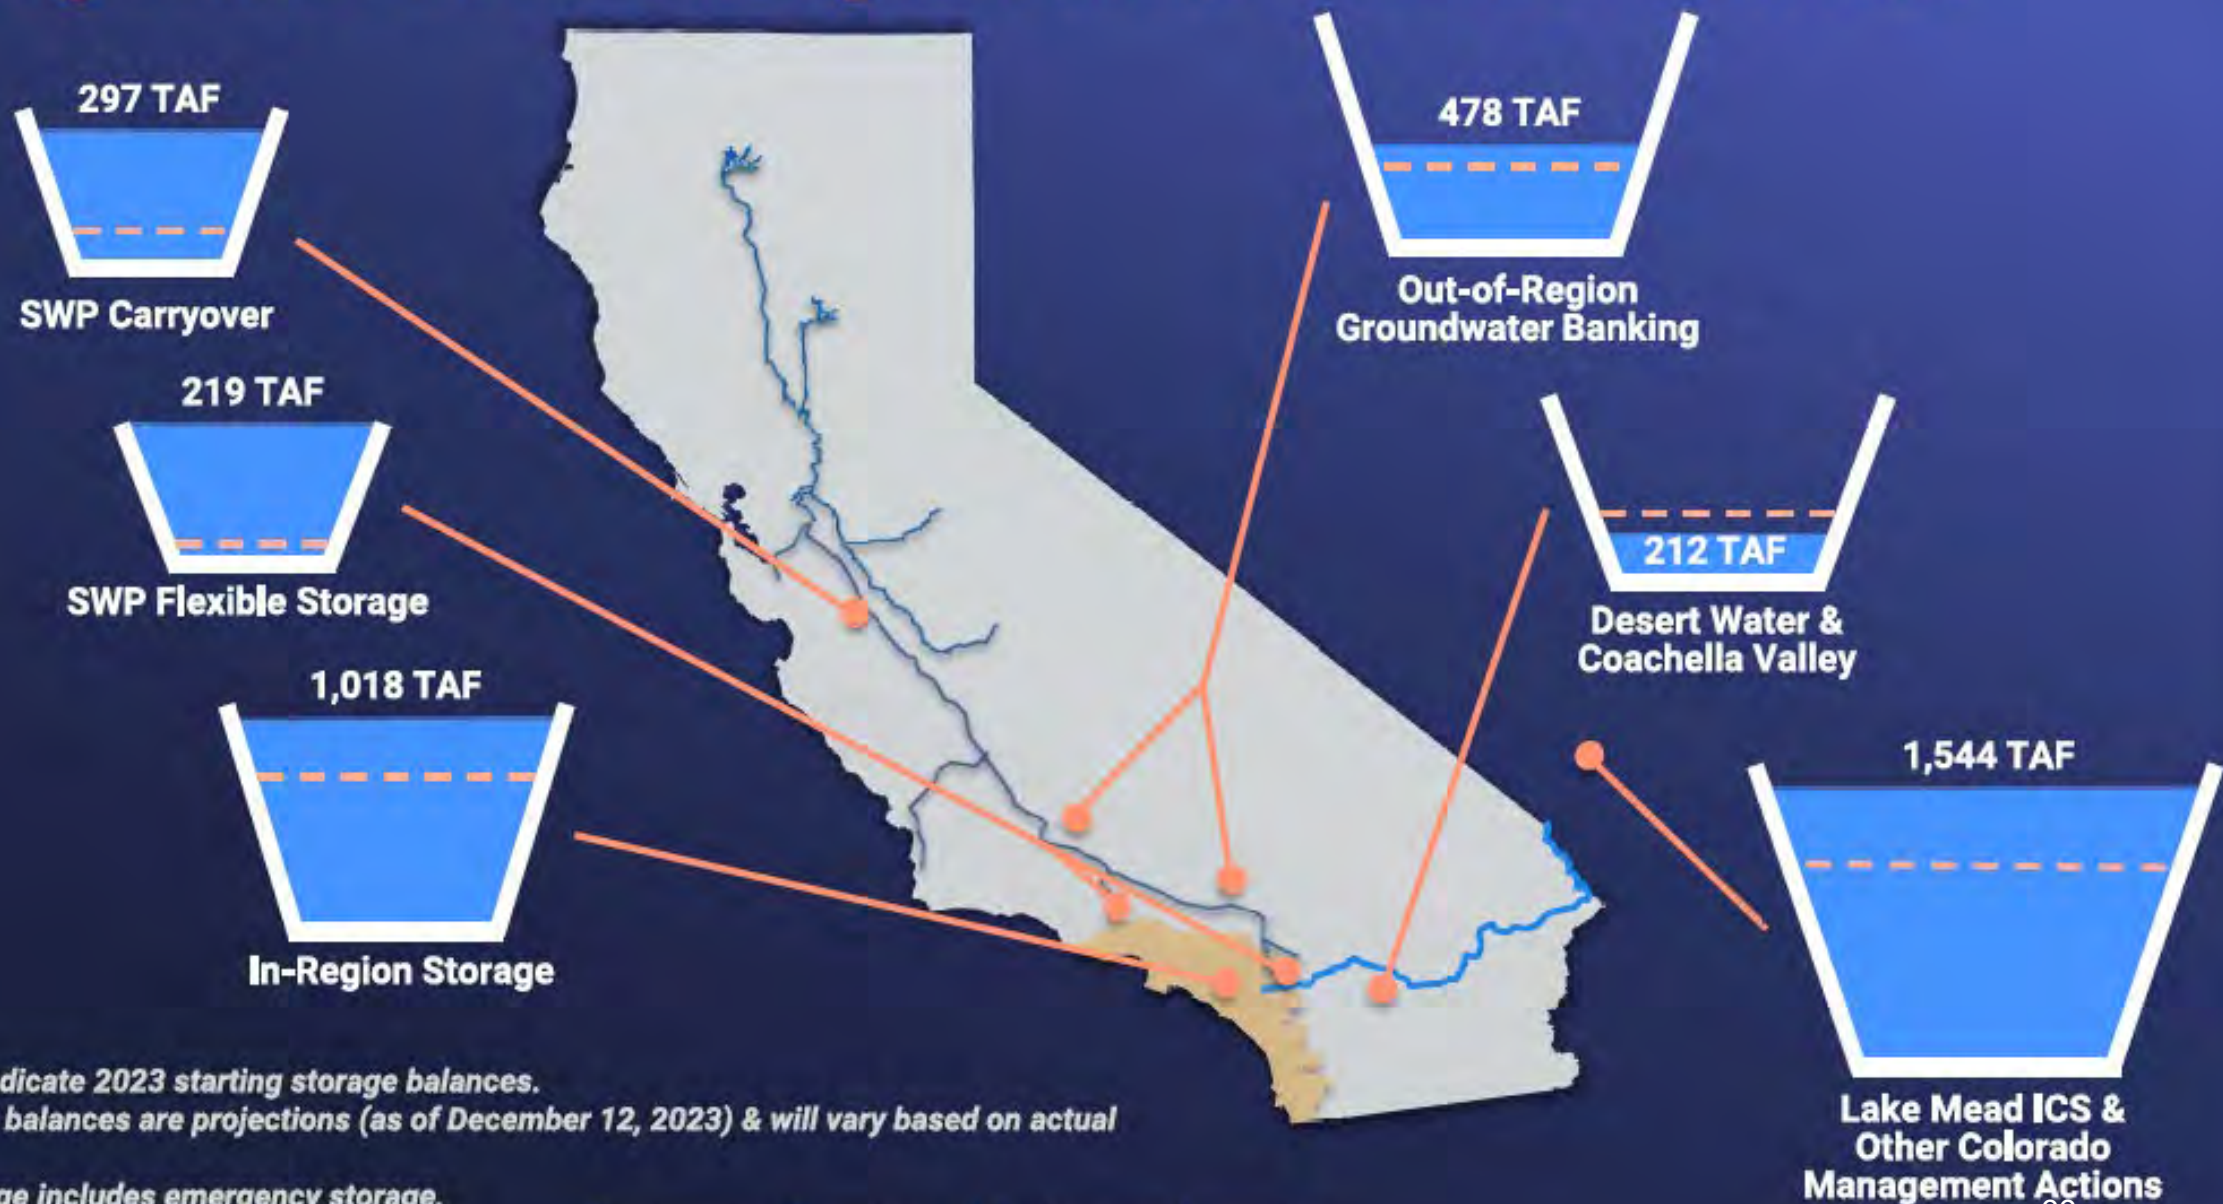 297 TAF
SWP Carryover
219 TAF
SWP Flexible Storage
1,018 TAF
In-Region Storage
478 TAF
Out-of-Region
Groundwater Banking
212 TAF
Desert Water &
Coachella Valley
1,544 TAF
Lake Mead ICS &
Other Colorado
Management Actions
dicate 2023 starting storage balances.
balances are projections (as of December 12, 2023) & will vary based on actual
ge includes emergency storage.